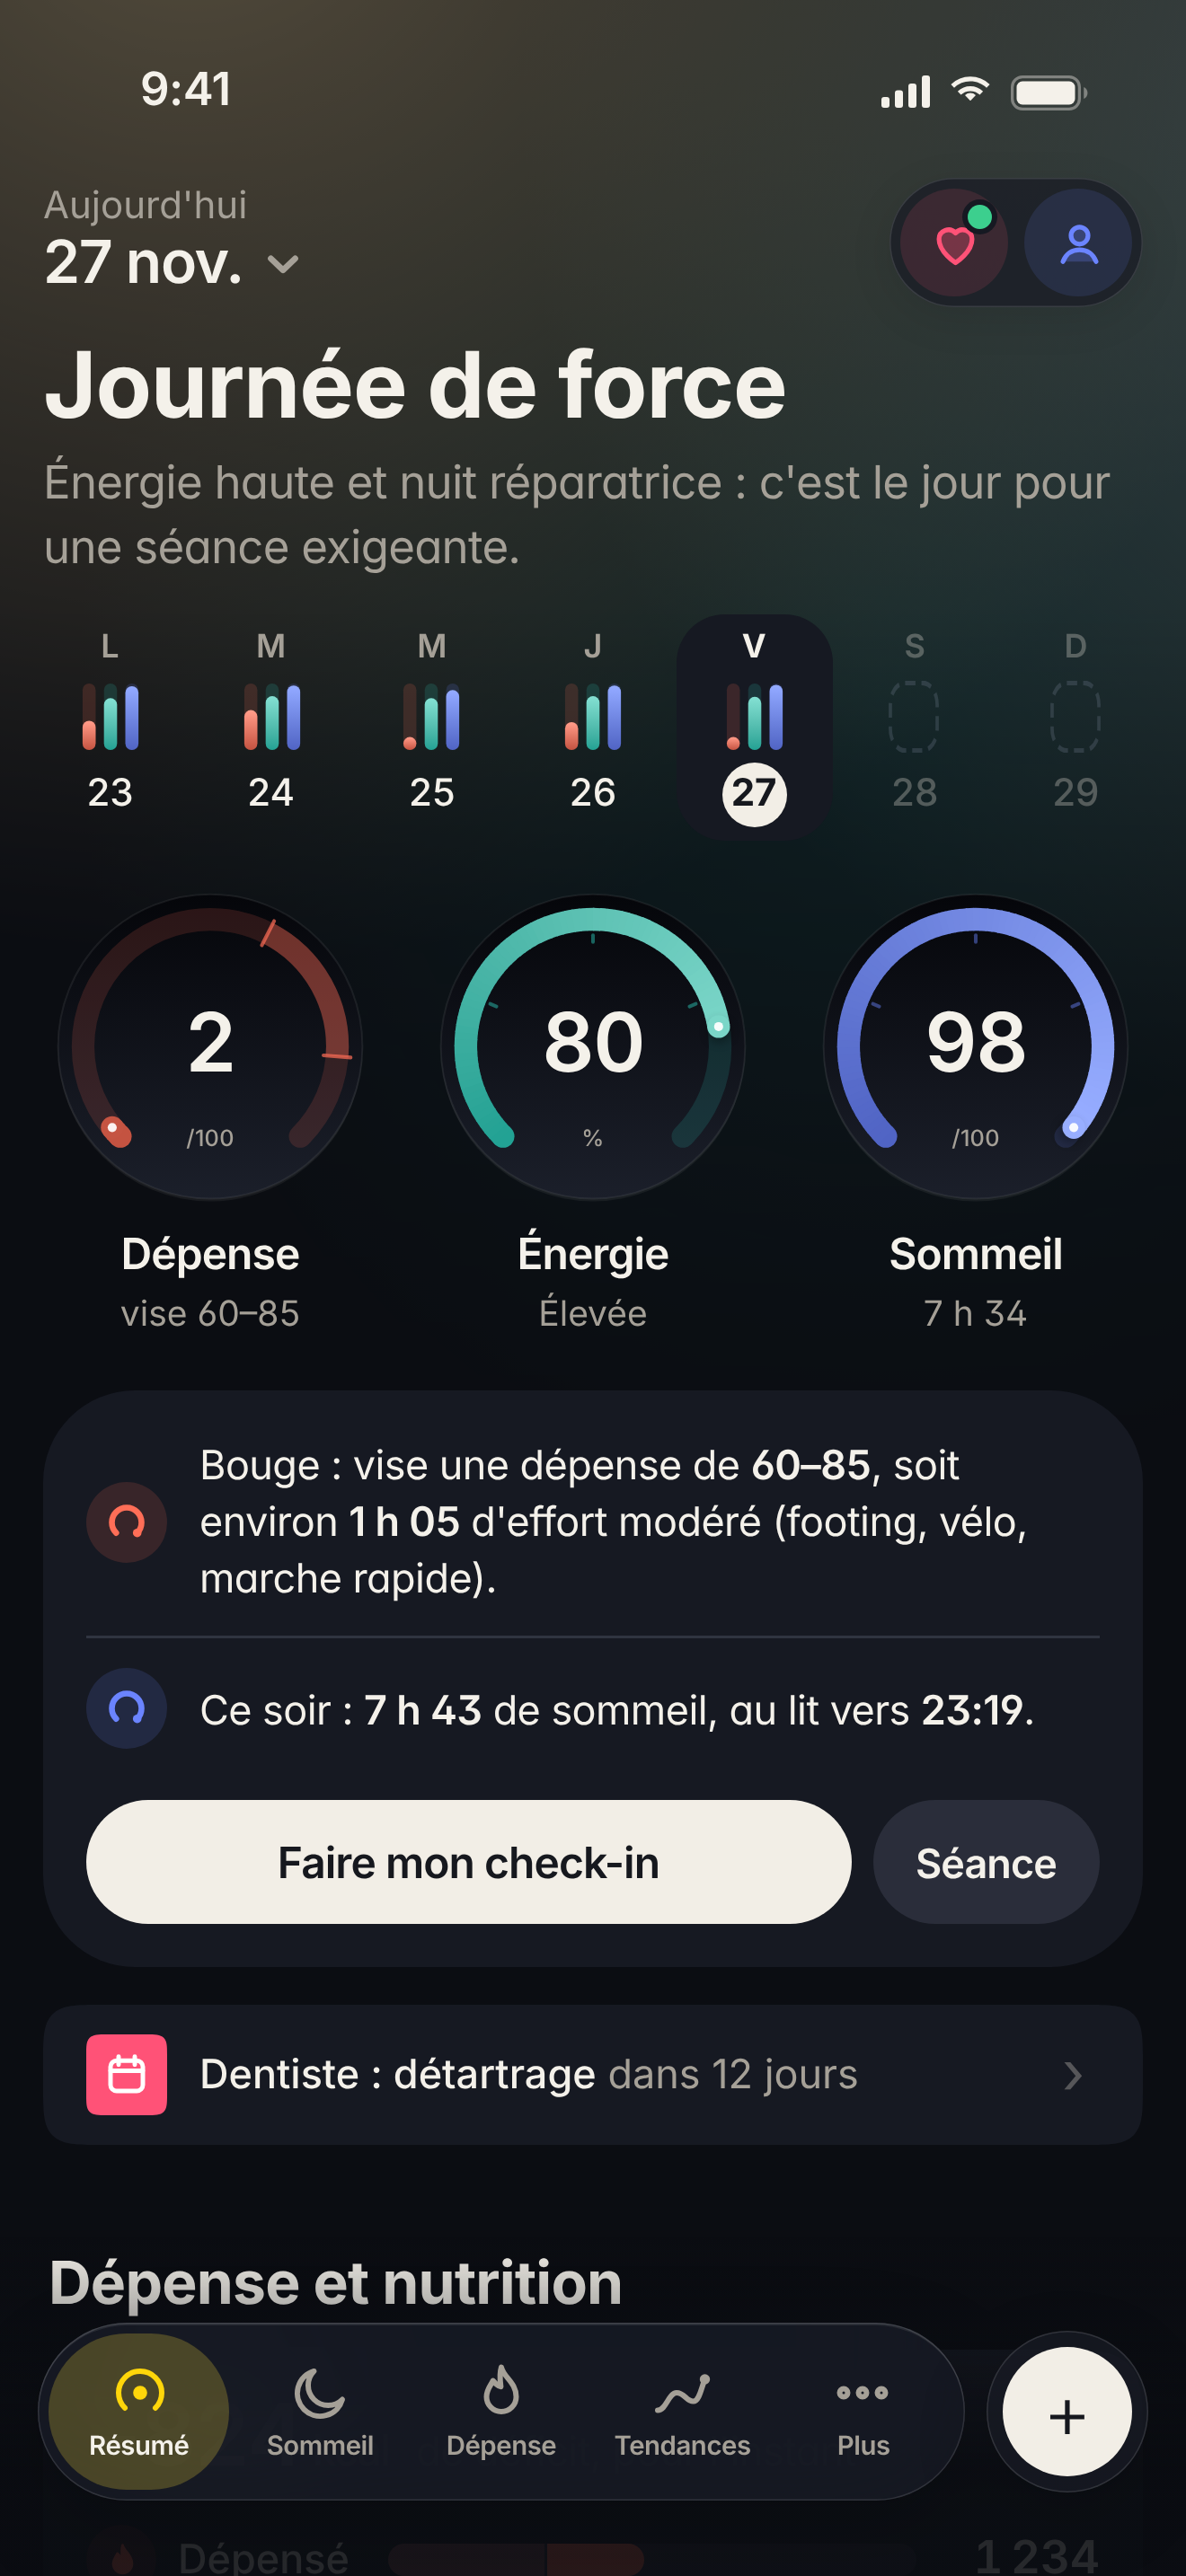 9:41
Aujourd'hui
27 nov.
Journée de force
Énergie haute et nuit réparatrice : c'est le jour pour
une séance exigeante.
L M M J V S D
23 24 25 26 27 28 29
2 80 98
/100 % /100
Dépense Énergie Sommeil
vise 60–85 Élevée 7 h 34
Bouge : vise une dépense de 60–85, soit
environ 1 h 05 d'effort modéré (footing, vélo,
marche rapide).
Ce soir : 7 h 43 de sommeil, au lit vers 23:19.
Faire mon check-in Séance
Dentiste : détartrage dans 12 jours
Dépense et nutrition
Résumé Sommeil Dépense Tendances Plus
Dépensé 1 234